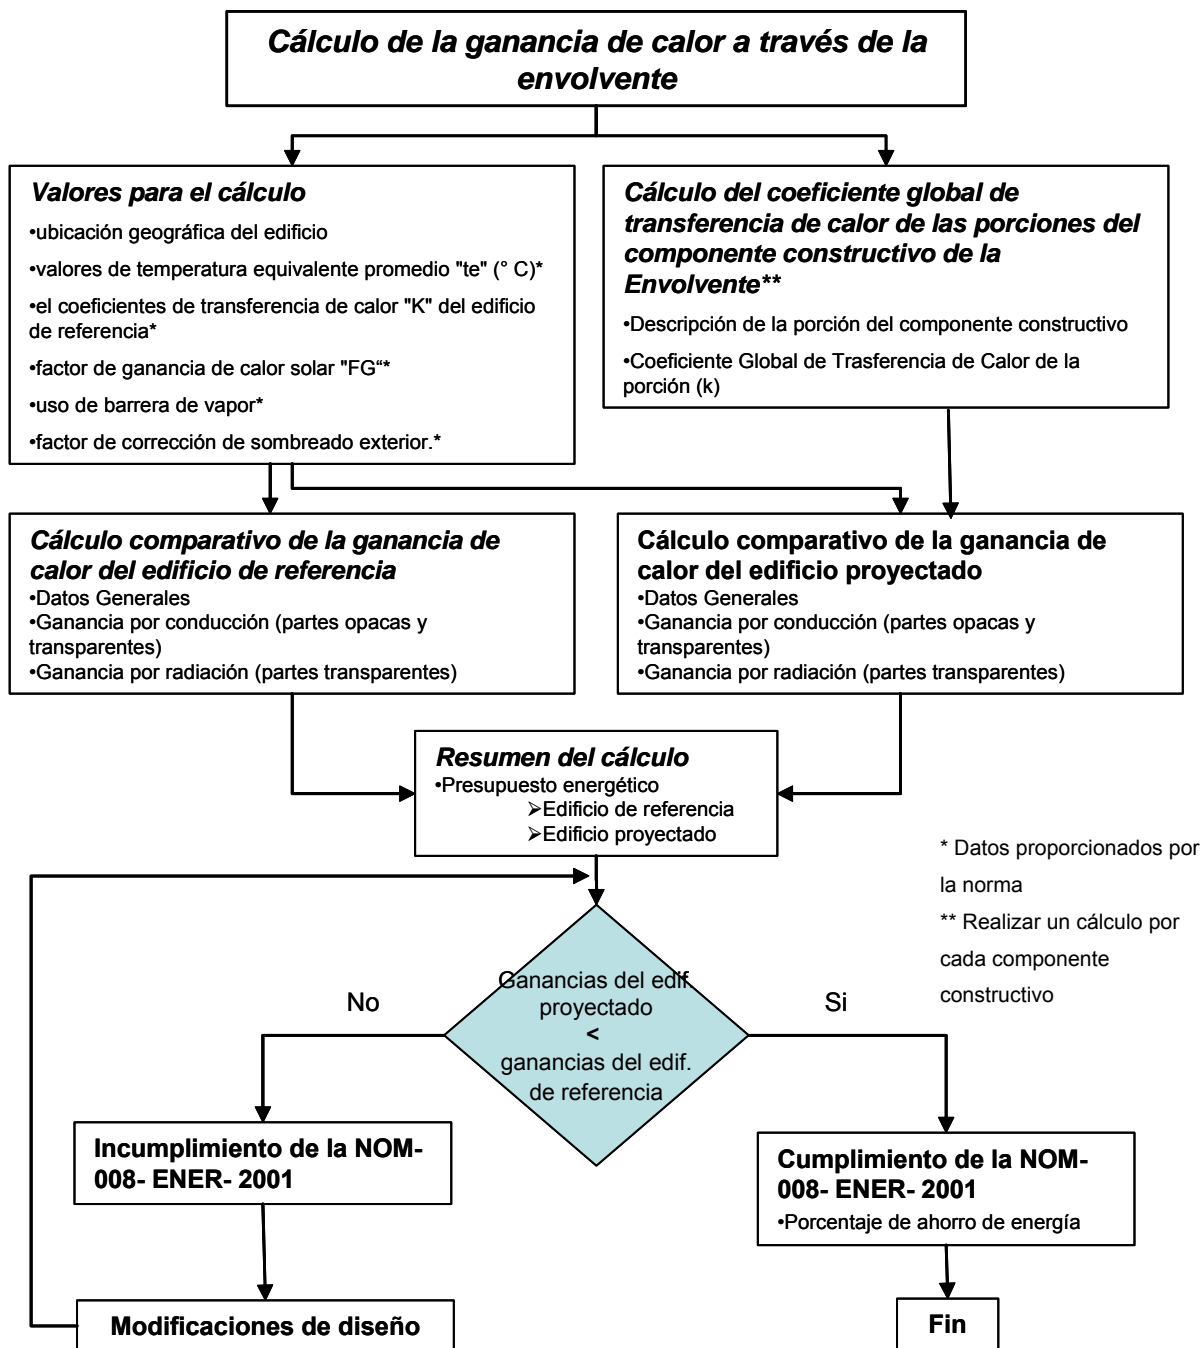 Cálculo de la ganancia de calor a través de la
envolvente
Valores para el cálculo
•ubicación geográfica del edificio
•valores de temperatura equivalente promedio "te" (° C)*
•el coeficientes de transferencia de calor "K" del edificio
de referencia*
•factor de ganancia de calor solar "FG“*
•uso de barrera de vapor*
•factor de corrección de sombreado exterior.*
Cálculo del coeficiente global de
transferencia de calor de las porciones del
componente constructivo de la
Envolvente**
•Descripción de la porción del componente constructivo
•Coeficiente Global de Trasferencia de Calor de la
porción (k)
Cálculo comparativo de la ganancia de
calor del edificio de referencia
•Datos Generales
•Ganancia por conducción (partes opacas y
transparentes)
•Ganancia por radiación (partes transparentes)
Cálculo comparativo de la ganancia de
calor del edificio proyectado
•Datos Generales
•Ganancia por conducción (partes opacas y
transparentes)
•Ganancia por radiación (partes transparentes)
Resumen del cálculo
•Presupuesto energético
➢Edificio de referencia
➢Edificio proyectado
* Datos proporcionados por
la norma
** Realizar un cálculo por
cada componente
constructivo
Ganancias del edif.
proyectado
<
ganancias del edif.
de referencia
No
Si
Incumplimiento de la NOM-
008- ENER- 2001
Cumplimiento de la NOM-
008- ENER- 2001
•Porcentaje de ahorro de energía
Modificaciones de diseño
Fin